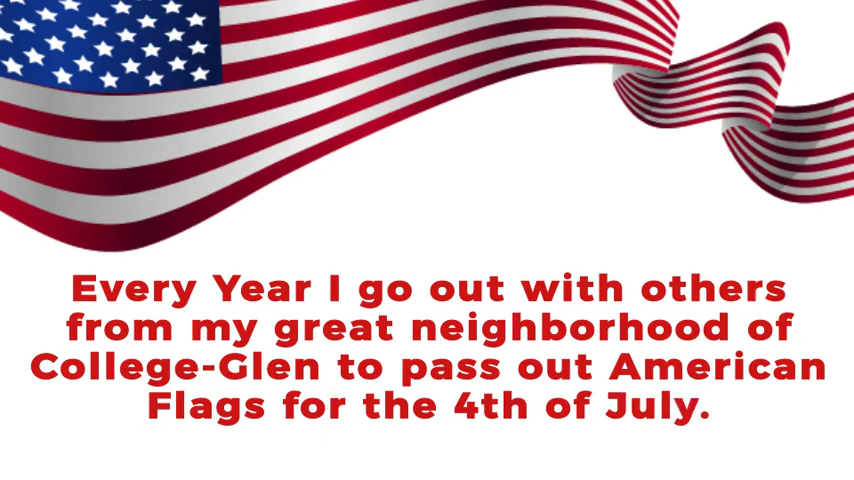 Every Year I go out with others
from my great neighborhood of
College-Glen to pass out American
Flags for the 4th of July.